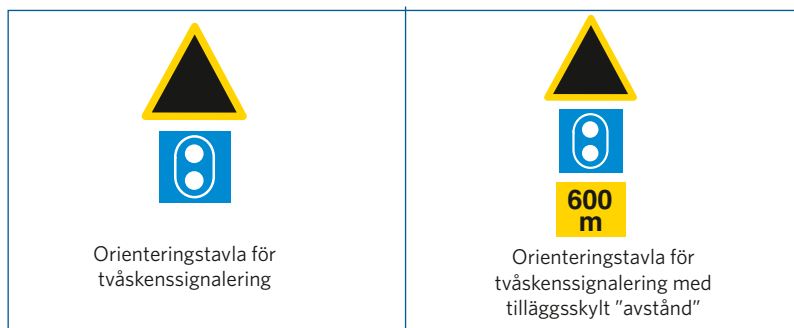 Orienteringstavla för
tvåskenssignalering
600
m
Orienteringstavla för
tvåskenssignalering med
tilläggsskylt ”avstånd”